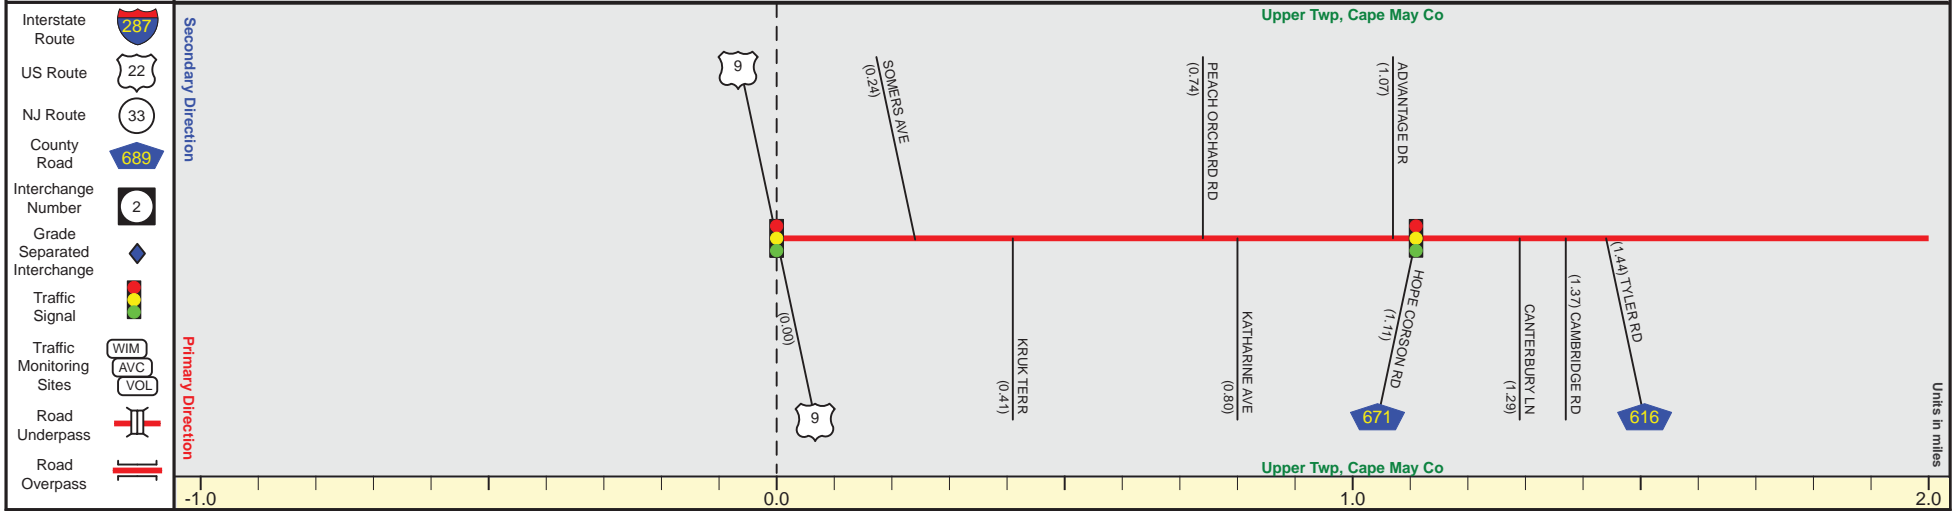 Interstate
Route
287
US Route
22
NJ Route
33
County
Road
689
Interchange
Number
2
Grade
Separated
Interchange
Traffic
Signal
Traffic
Monitoring
Sites
WIM
AVC
VOL
Road
Underpass
Road
Overpass
Secondary Direction
Primary Direction
Upper Twp, Cape May Co
9
(0.00)
9
SOMERS AVE
(0.24)
KRUK TERR
(0.41)
PEACH ORCHARD RD
(0.74)
KATHARINE AVE
(0.80)
ADVANTAGE DR
(1.07)
HOPE CORSON RD
(1.11)
671
CANTERBURY LN
(1.29)
(1.37) CAMBRIDGE RD
(1.44) TYLER RD
616
Upper Twp, Cape May Co
Units in miles
-1.0
0.0
1.0
2.0